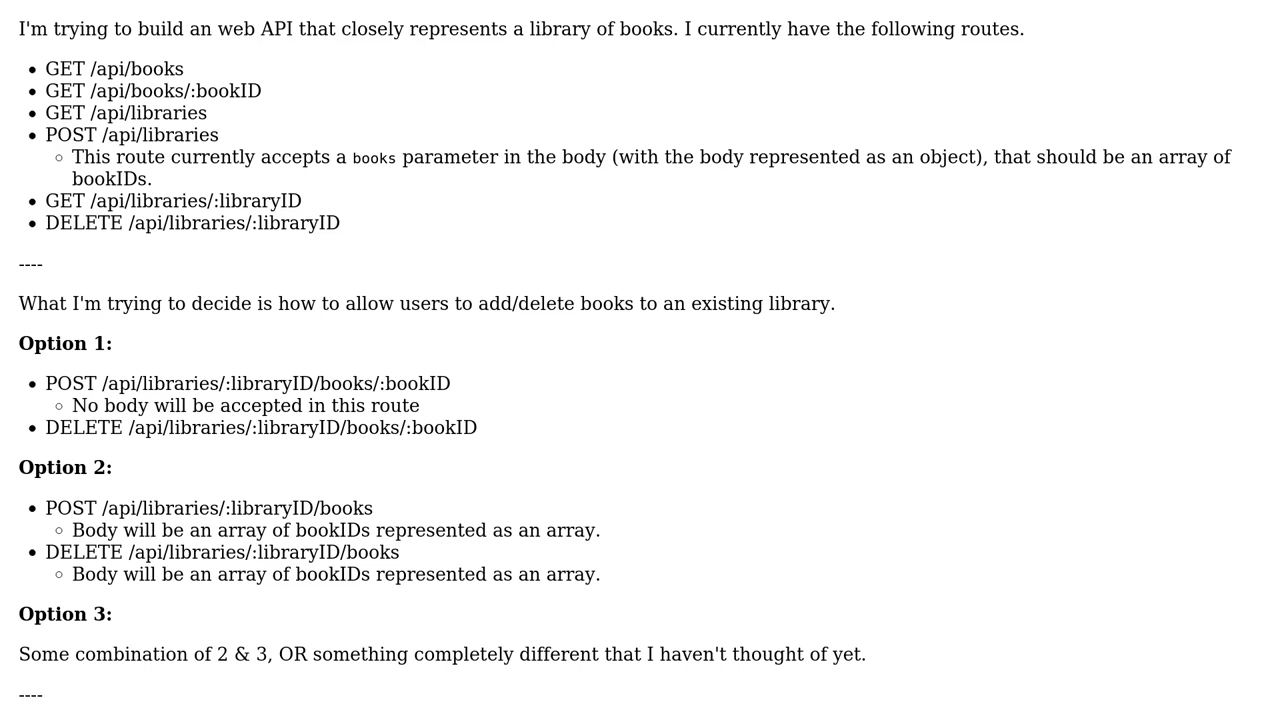 I'm trying to build an web API that closely represents a library of books. I currently have the following routes.
• GET /api/books
• GET /api/books/:bookID
• GET /api/libraries
• POST /api/libraries
◦ This route currently accepts a books parameter in the body (with the body represented as an object), that should be an array of
bookIDs.
• GET /api/libraries/:libraryID
• DELETE /api/libraries/:libraryID
----
What I'm trying to decide is how to allow users to add/delete books to an existing library.
Option 1:
• POST /api/libraries/:libraryID/books/:bookID
◦ No body will be accepted in this route
• DELETE /api/libraries/:libraryID/books/:bookID
Option 2:
• POST /api/libraries/:libraryID/books
◦ Body will be an array of bookIDs represented as an array.
• DELETE /api/libraries/:libraryID/books
◦ Body will be an array of bookIDs represented as an array.
Option 3:
Some combination of 2 & 3, OR something completely different that I haven't thought of yet.
----